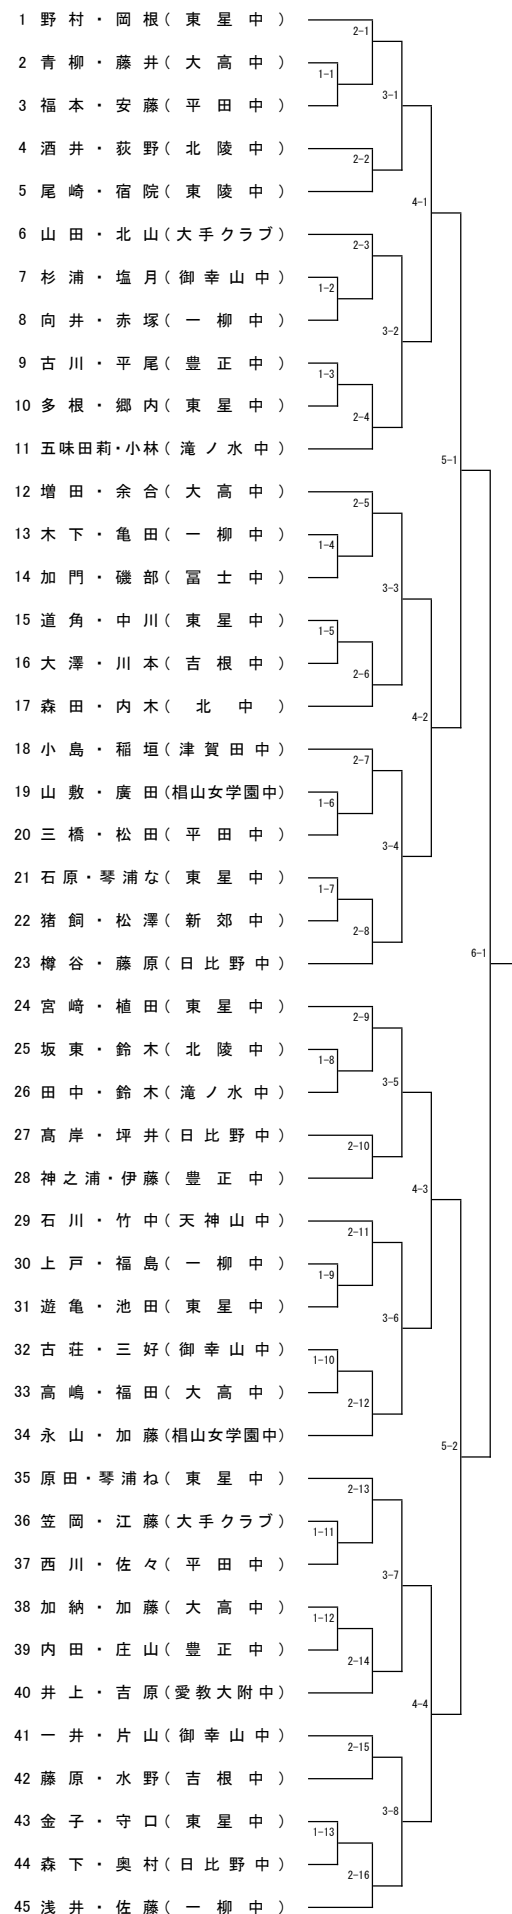 1 野村・岡根(東星中)
2-1
2 青柳・藤井(大高中)
1-1
3-1
3 福本・安藤(平田中)
4 酒井・荻野(北陵中)
2-2
5 尾崎・宿院(東陵中)
4-1
6 山田・北山(大手クラブ)
2-3
7 杉浦・塩月(御幸山中)
1-2
8 向井・赤塚(一柳中)
3-2
9 古川・平尾(豊正中)
1-3
10 多根・郷内(東星中)
2-4
11 五味田莉・小林(滝ノ水中)
5-1
12 増田・余合(大高中)
2-5
13 木下・亀田(一柳中)
1-4
14 加門・磯部(冨士中)
3-3
15 道角・中川(東星中)
1-5
16 大澤・川本(吉根中)
2-6
17 森田・内木(北中)
4-2
18 小島・稲垣(津賀田中)
2-7
19 山敷・廣田(椙山女学園中)
1-6
20 三橋・松田(平田中)
3-4
21 石原・琴浦な(東星中)
1-7
22 猪飼・松澤(新郊中)
2-8
23 樽谷・藤原(日比野中)
6-1
24 宮﨑・植田(東星中)
2-9
25 坂東・鈴木(北陵中)
1-8
26 田中・鈴木(滝ノ水中)
3-5
27 髙岸・坪井(日比野中)
2-10
28 神之浦・伊藤(豊正中)
4-3
29 石川・竹中(天神山中)
2-11
30 上戸・福島(一柳中)
1-9
31 遊亀・池田(東星中)
3-6
32 古荘・三好(御幸山中)
1-10
33 高嶋・福田(大高中)
2-12
34 永山・加藤(椙山女学園中)
5-2
35 原田・琴浦ね(東星中)
2-13
36 笠岡・江藤(大手クラブ)
1-11
37 西川・佐々(平田中)
3-7
38 加納・加藤(大高中)
1-12
39 内田・庄山(豊正中)
2-14
40 井上・吉原(愛教大附中)
4-4
41 一井・片山(御幸山中)
2-15
42 藤原・水野(吉根中)
3-8
43 金子・守口(東星中)
1-13
44 森下・奥村(日比野中)
2-16
45 浅井・佐藤(一柳中)